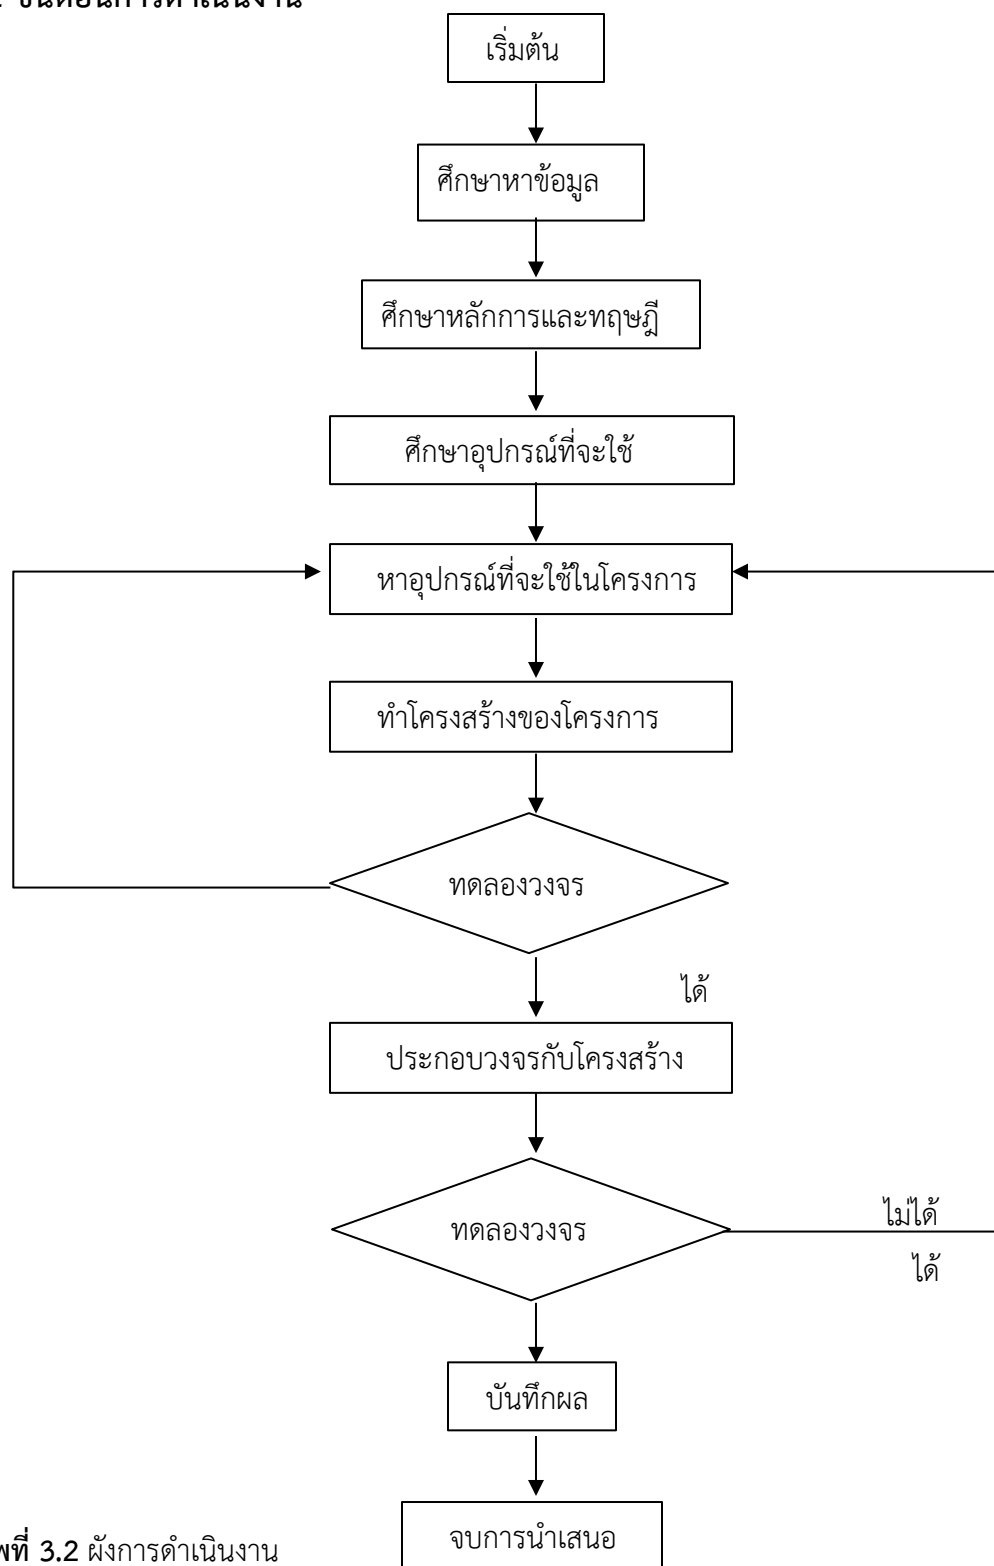 ขั้นตอนการดำเนินงาน
เริ่มต้น
ศึกษาหาข้อมูล
ศึกษาหลักการและทฤษฎี
ศึกษาอุปกรณ์ที่จะใช้
หาอุปกรณ์ที่จะใช้ในโครงการ
ทำโครงสร้างของโครงการ
ทดลองวงจร
ได้
ประกอบวงจรกับโครงสร้าง
ทดลองวงจร
ไม่ได้
ได้
บันทึกผล
จบการนำเสนอ
พที่ 3.2 ผังการดำเนินงาน